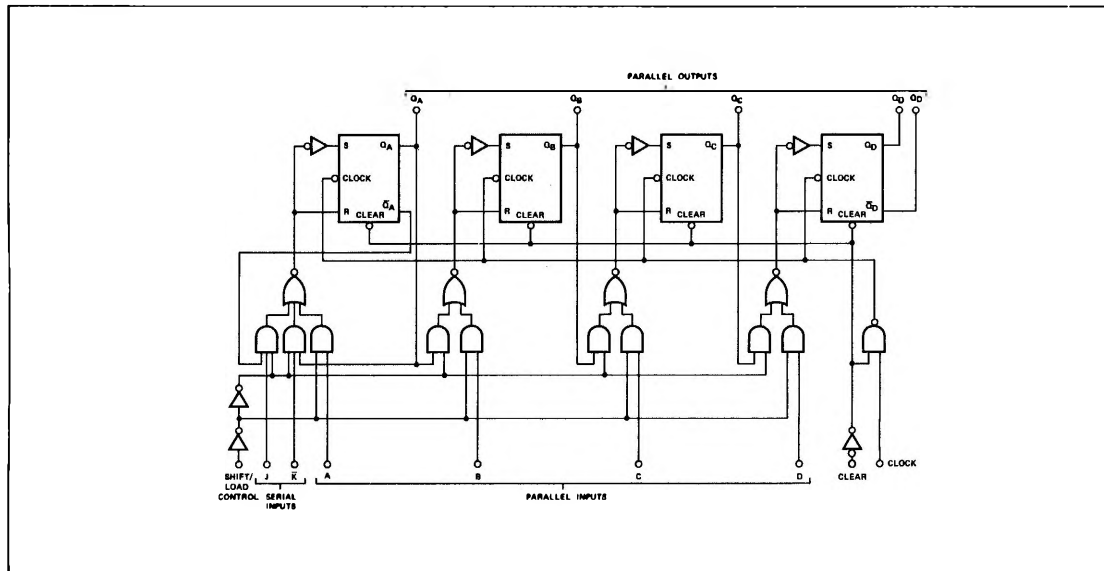 PARALLEL OUTPUTS
QA QB QC QD Q̅D
S QA S QB S QC S QD
CLOCK CLOCK CLOCK CLOCK
Q̅A Q̅D
R CLEAR R CLEAR R CLEAR R CLEAR
SHIFT/ LOAD CONTROL
J K̅ A B C D CLEAR CLOCK
SERIAL INPUTS
PARALLEL INPUTS